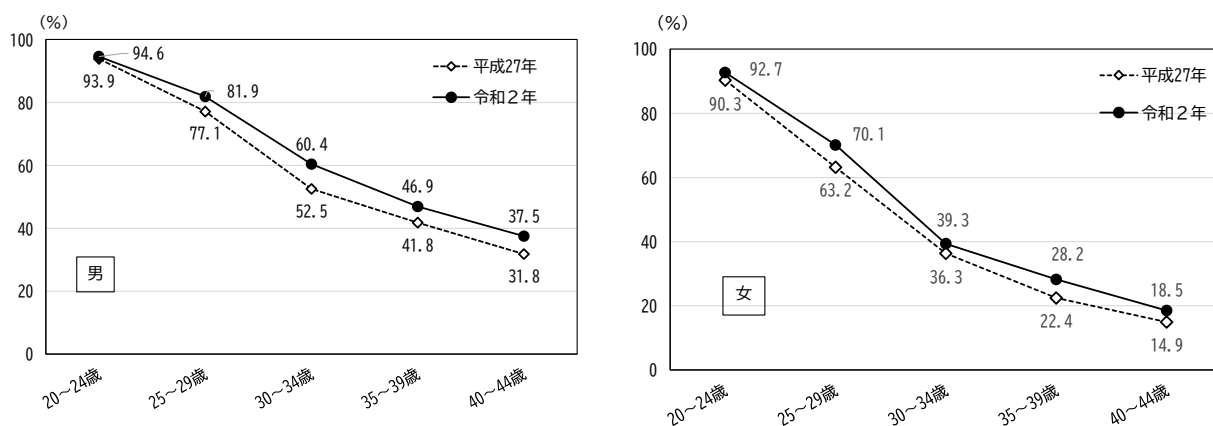 (%)
100
80
60
40
20
0
94.6
93.9
81.9
77.1
60.4
52.5
46.9
41.8
37.5
31.8
平成27年
令和２年
男
20～24歳
25～29歳
30～34歳
35～39歳
40～44歳
(%)
100
80
60
40
20
0
92.7
90.3
70.1
63.2
39.3
36.3
28.2
22.4
18.5
14.9
平成27年
令和２年
女
20～24歳
25～29歳
30～34歳
35～39歳
40～44歳